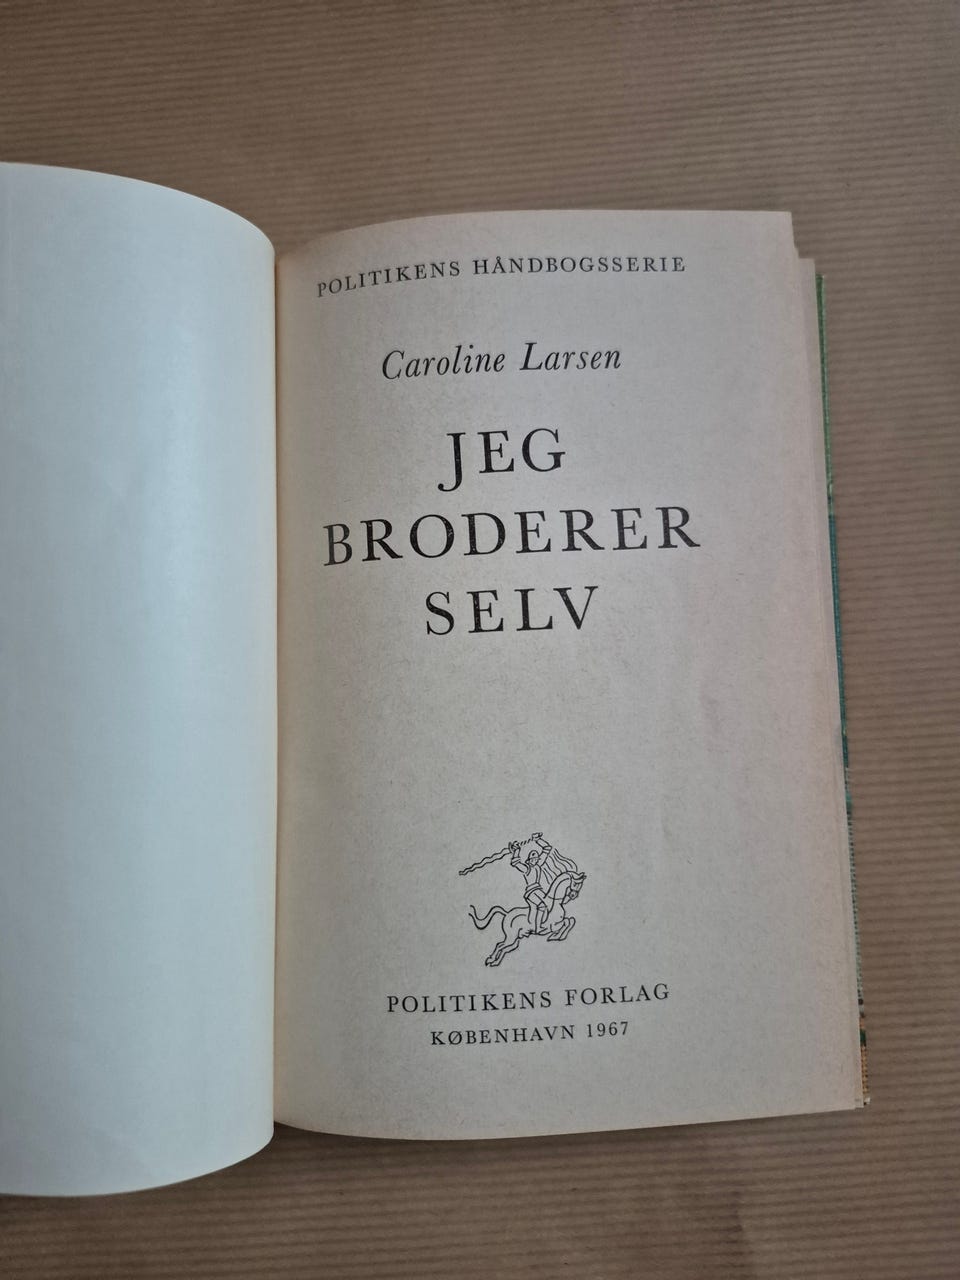 POLITIKENS HÅNDBOGSSERIE
Caroline Larsen
JEG
BRODERER
SELV
POLITIKENS FORLAG
KØBENHAVN 1967